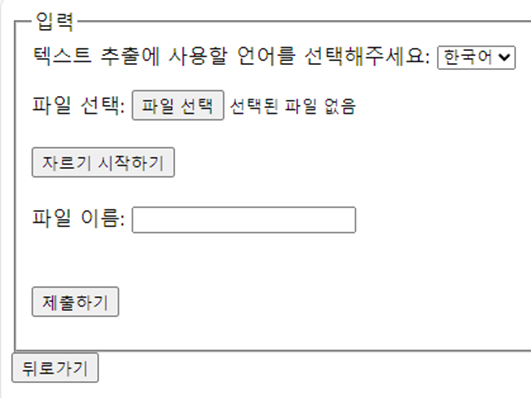 입력
텍스트 추출에 사용할 언어를 선택해주세요: 한국어
파일 선택: 파일 선택 선택된 파일 없음
자르기 시작하기
파일 이름:
제출하기
뒤로가기